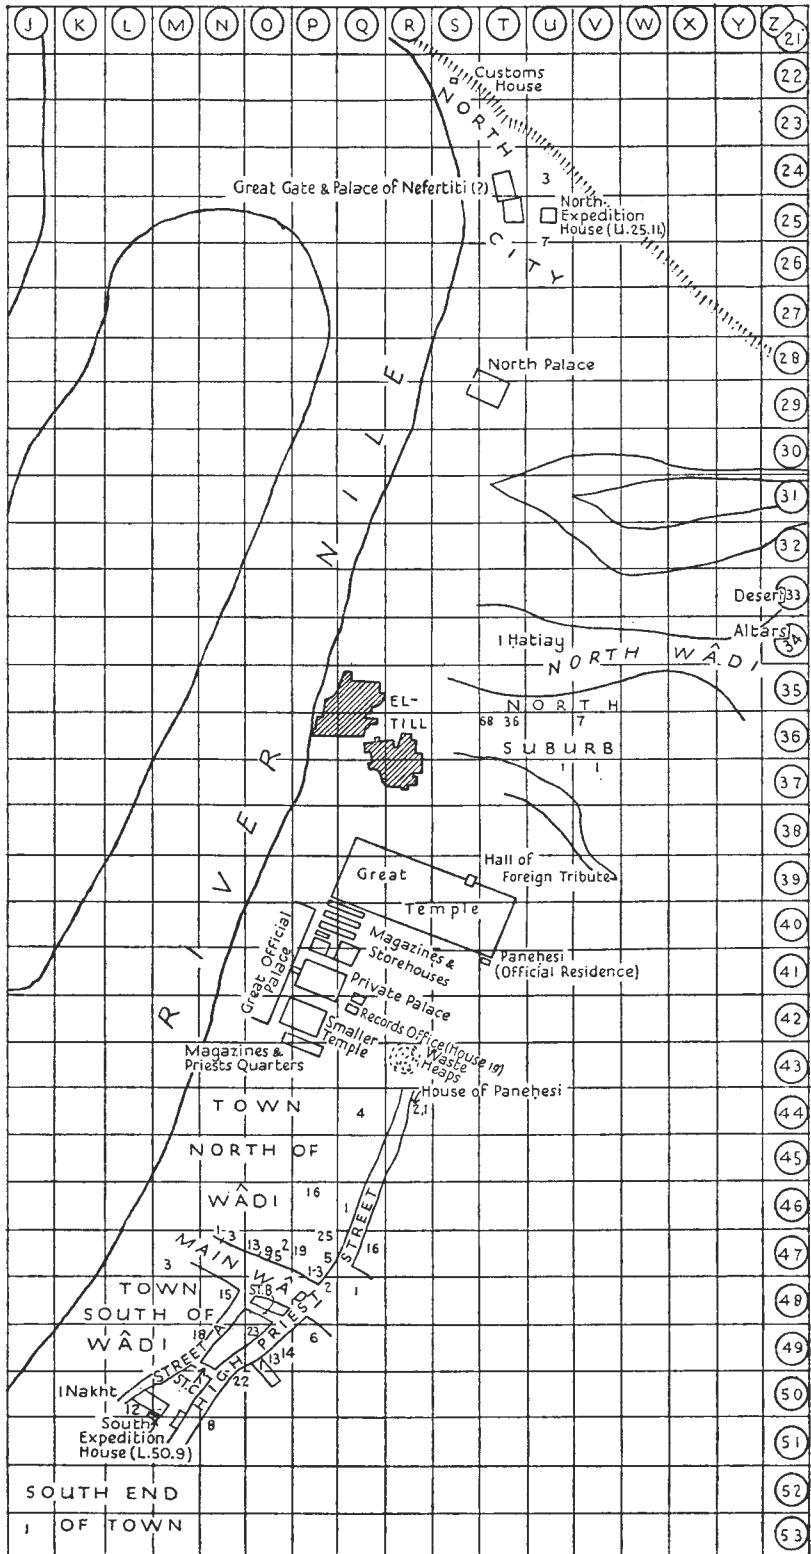 J K L M N O P Q R S T U V W X Y Z
21
22
23
24
25
26
27
28
29
30
31
32
33
34
35
36
37
38
39
40
41
42
43
44
45
46
47
48
49
50
51
52
53
Customs
House
NORTH
CITY
3
Great Gate & Palace of Nefertiti (?)
North
Expedition
House (U.25.11)
7
North Palace
RIVER NILE
Deseri
Altars
1 Hatiay
NORTH WÂDI
EL-
TILL
NORTH
68 36 7
SUBURB
1 1
Great
Temple
Hall of
Foreign Tribute
Great Official
Palace
Magazines &
Storehouses
Panehesi
(Official Residence)
Private Palace
Records Office (House 19)
Smaller
Temple
Waste
Heaps
Magazines &
Priests Quarters
House of Panehesi
2,1
TOWN
4
NORTH OF
WÂDI
16
1
STREET
1-3 13 9 5 2 19 25
5 16
1-3
MAIN WÂDI
3
2 1
TOWN
15
ST.B
SOUTH OF
18
23
6
WÂDI
STREET A
HIGH PRIEST
14
13
ST.C
22
1 Nakht
12
8
South
Expedition
House (L.50.9)
SOUTH END
1 OF TOWN